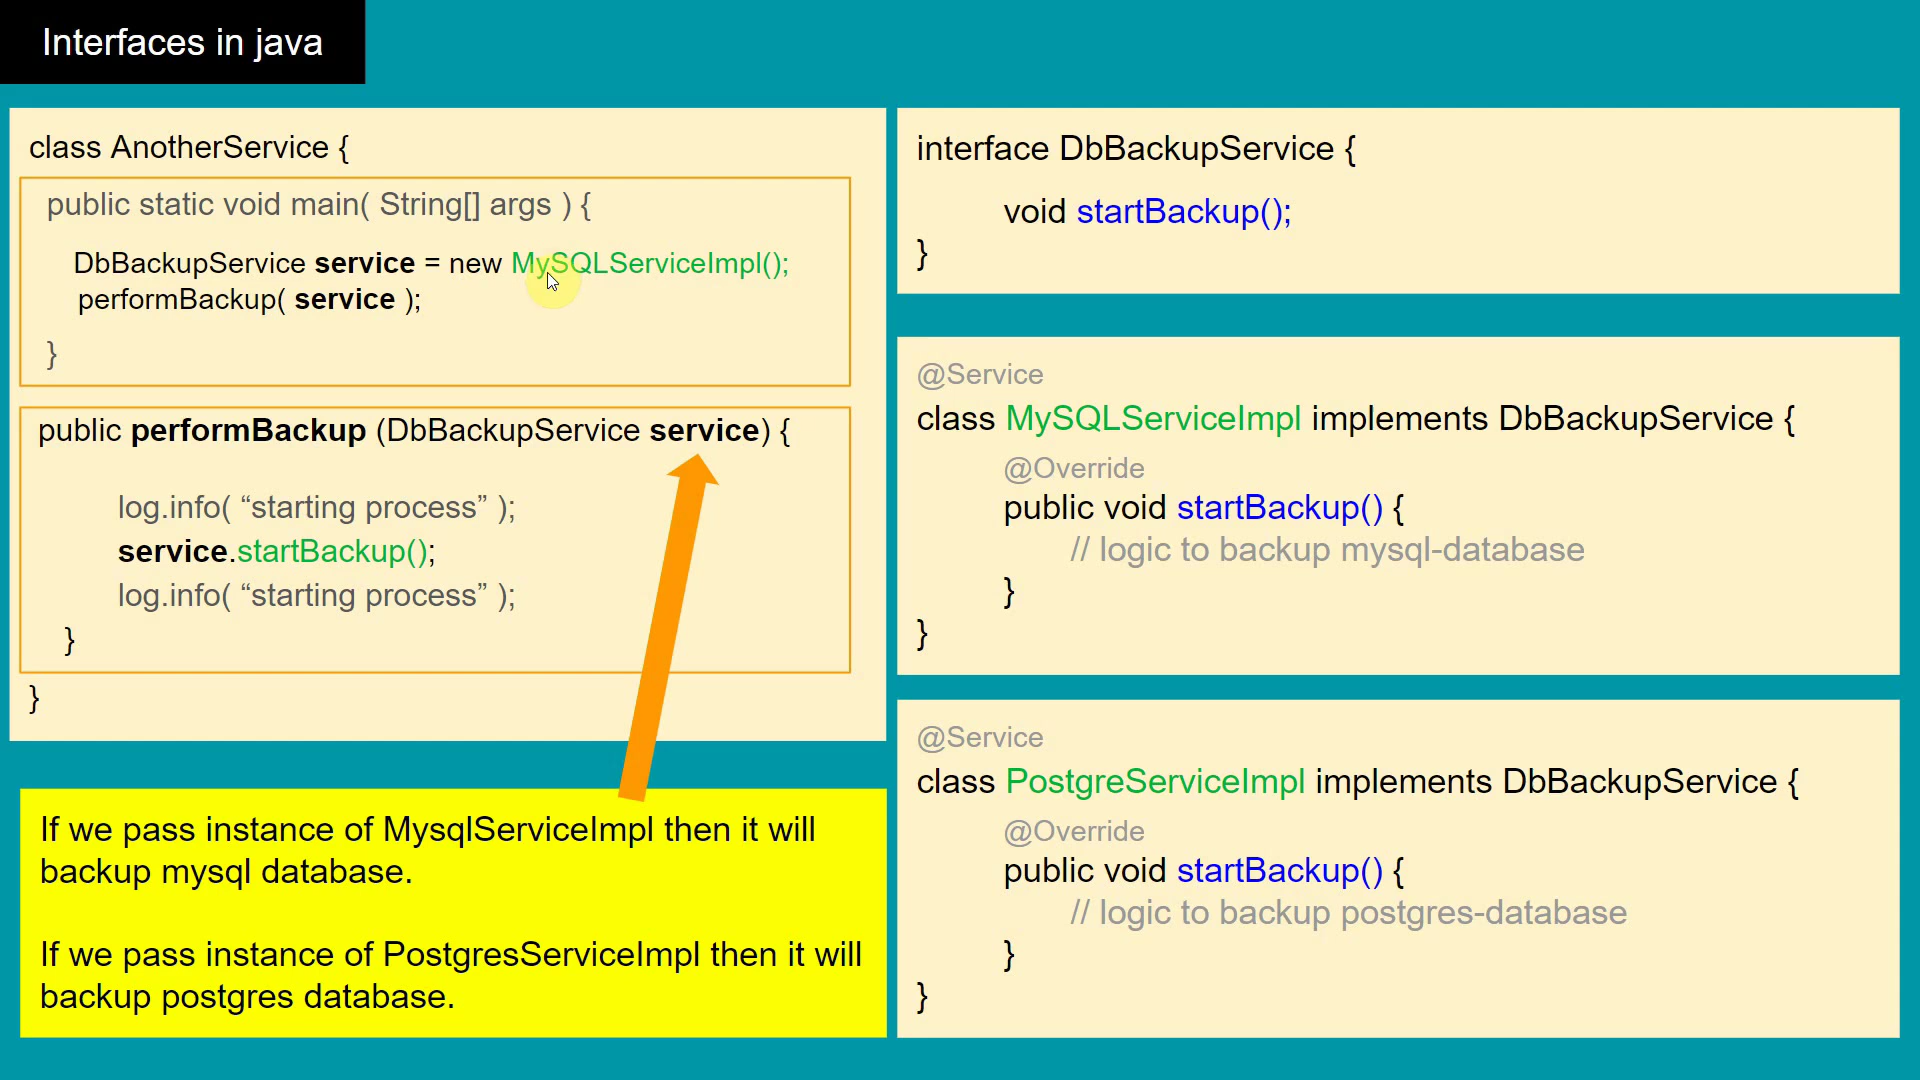 Interfaces in java
class AnotherService {
public static void main( String[] args ) {
DbBackupService service = new MySQLServiceImpl();
performBackup( service );
}
public performBackup (DbBackupService service) {
log.info( “starting process” );
service.startBackup();
log.info( “starting process” );
}
}
If we pass instance of MysqlServiceImpl then it will
backup mysql database.
If we pass instance of PostgresServiceImpl then it will
backup postgres database.
interface DbBackupService {
void startBackup();
}
@Service
class MySQLServiceImpl implements DbBackupService {
@Override
public void startBackup() {
// logic to backup mysql-database
}
}
@Service
class PostgreServiceImpl implements DbBackupService {
@Override
public void startBackup() {
// logic to backup postgres-database
}
}